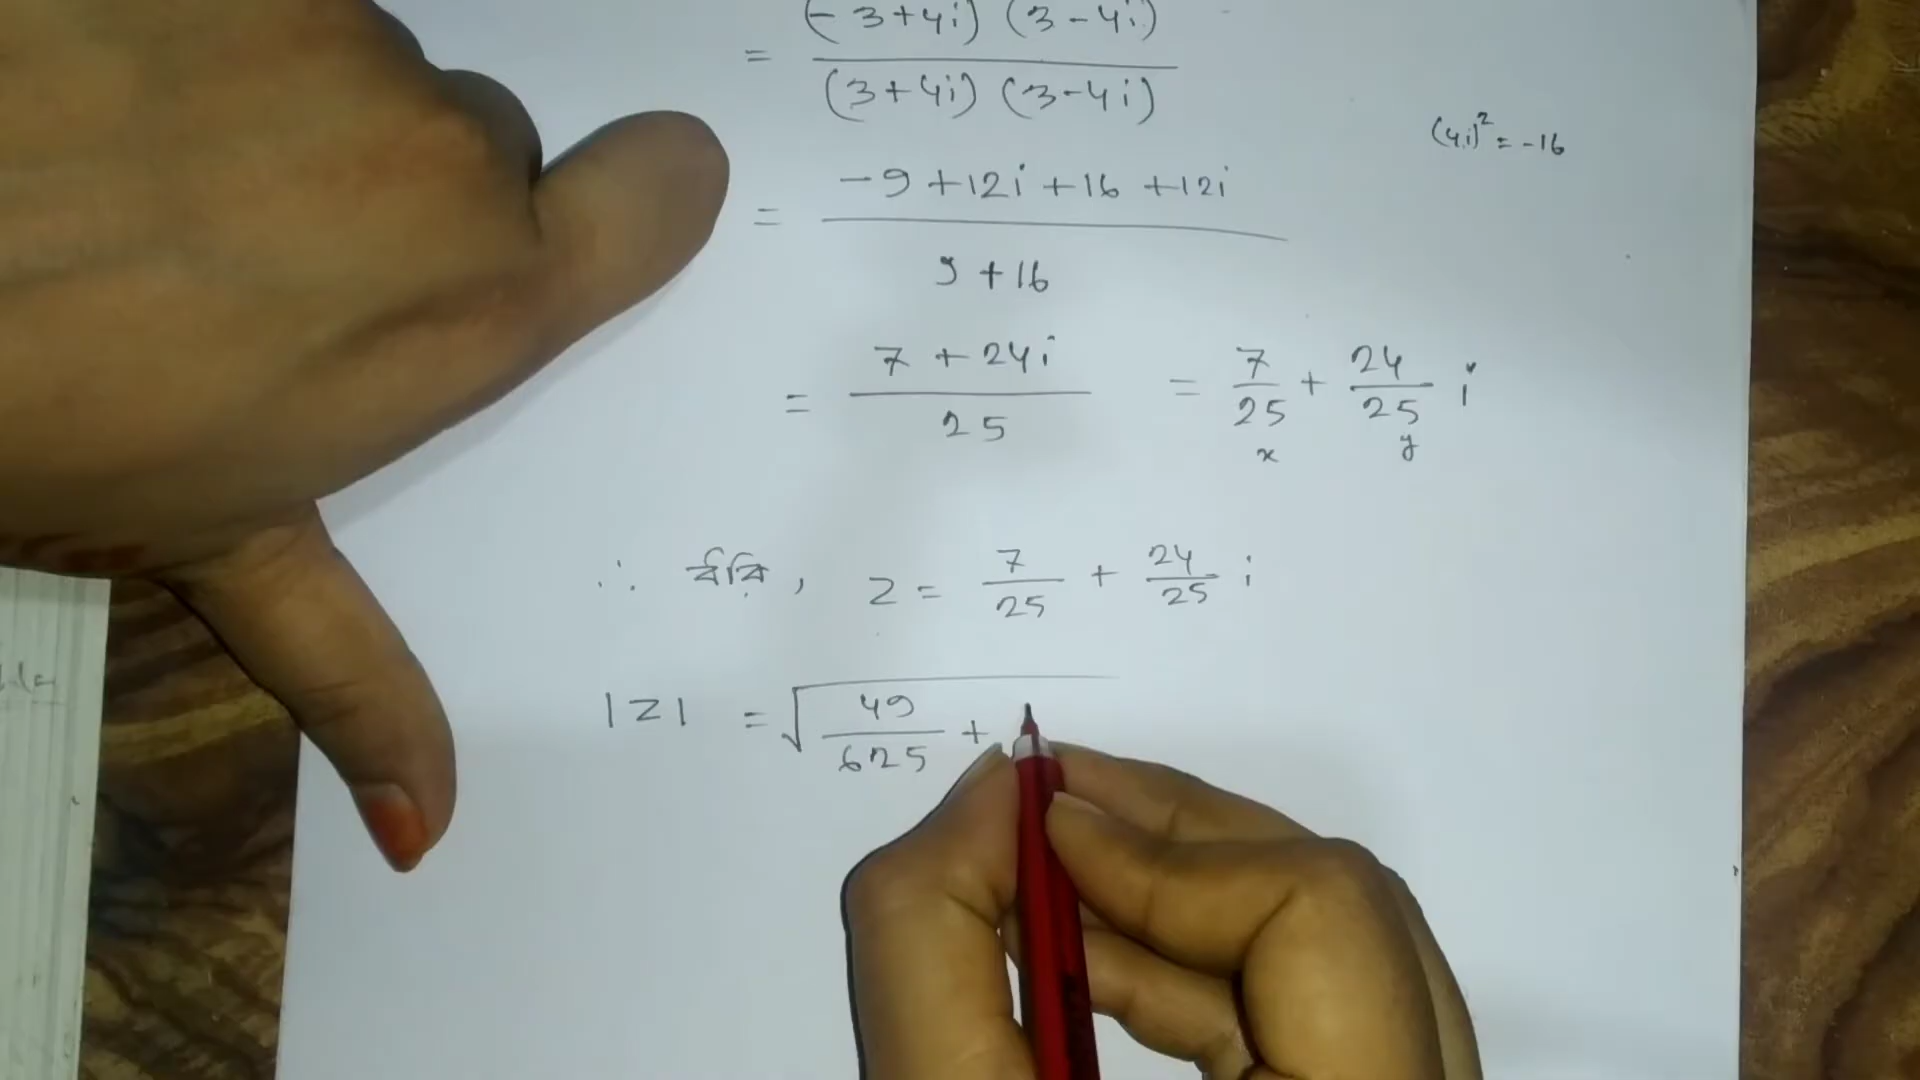 = (-3+4i) (3-4i) / (3+4i) (3-4i)
(4i)² = -16
= -9+12i+16+12i / 9+16
= 7+24i / 25 = 7/25 + 24/25 i
x y
∴ ধরি, z = 7/25 + 24/25 i
|z| = √ 49/625 +